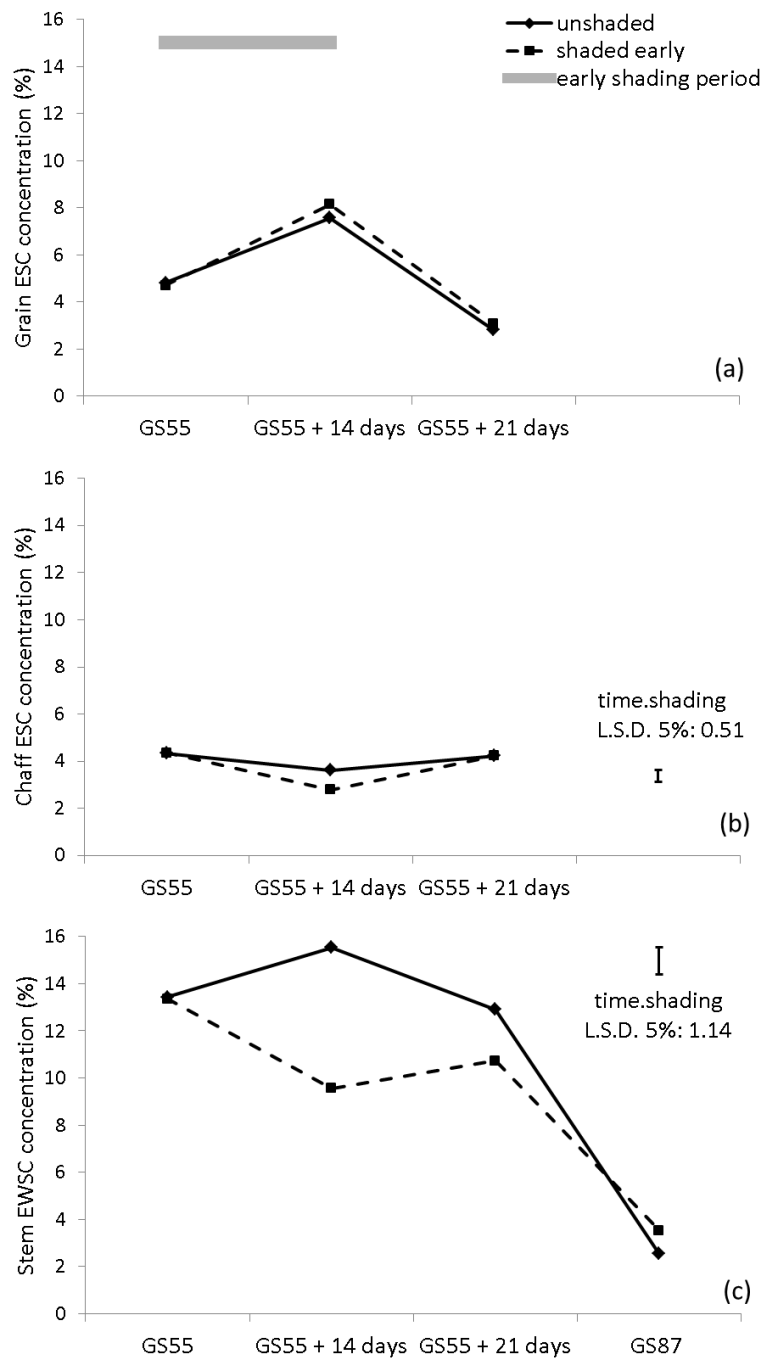 unshaded
shaded early
early shading period
Grain ESC concentration (%)
16
14
12
10
8
6
4
2
0
(a)
GS55
GS55 + 14 days
GS55 + 21 days
Chaff ESC concentration (%)
16
14
12
10
8
6
4
2
0
time.shading
L.S.D. 5%: 0.51
(b)
GS55
GS55 + 14 days
GS55 + 21 days
Stem EWSC concentration (%)
16
14
12
10
8
6
4
2
0
time.shading
L.S.D. 5%: 1.14
(c)
GS55
GS55 + 14 days
GS55 + 21 days
GS87